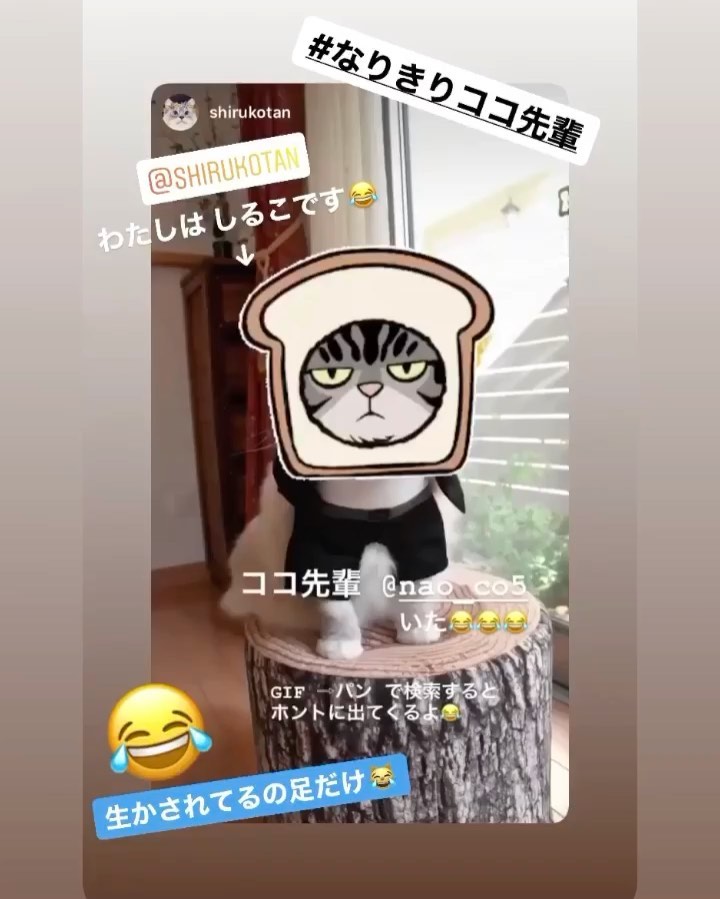 #なりきりココ先輩
shirukotan
@SHIRUKOTAN
わたしは しるこです😂
↓
ココ先輩 @nao_co5
いた😂😂😂
GIF →パン で検索すると
ホントに出てくるよ😂
生かされてるの足だけ😹